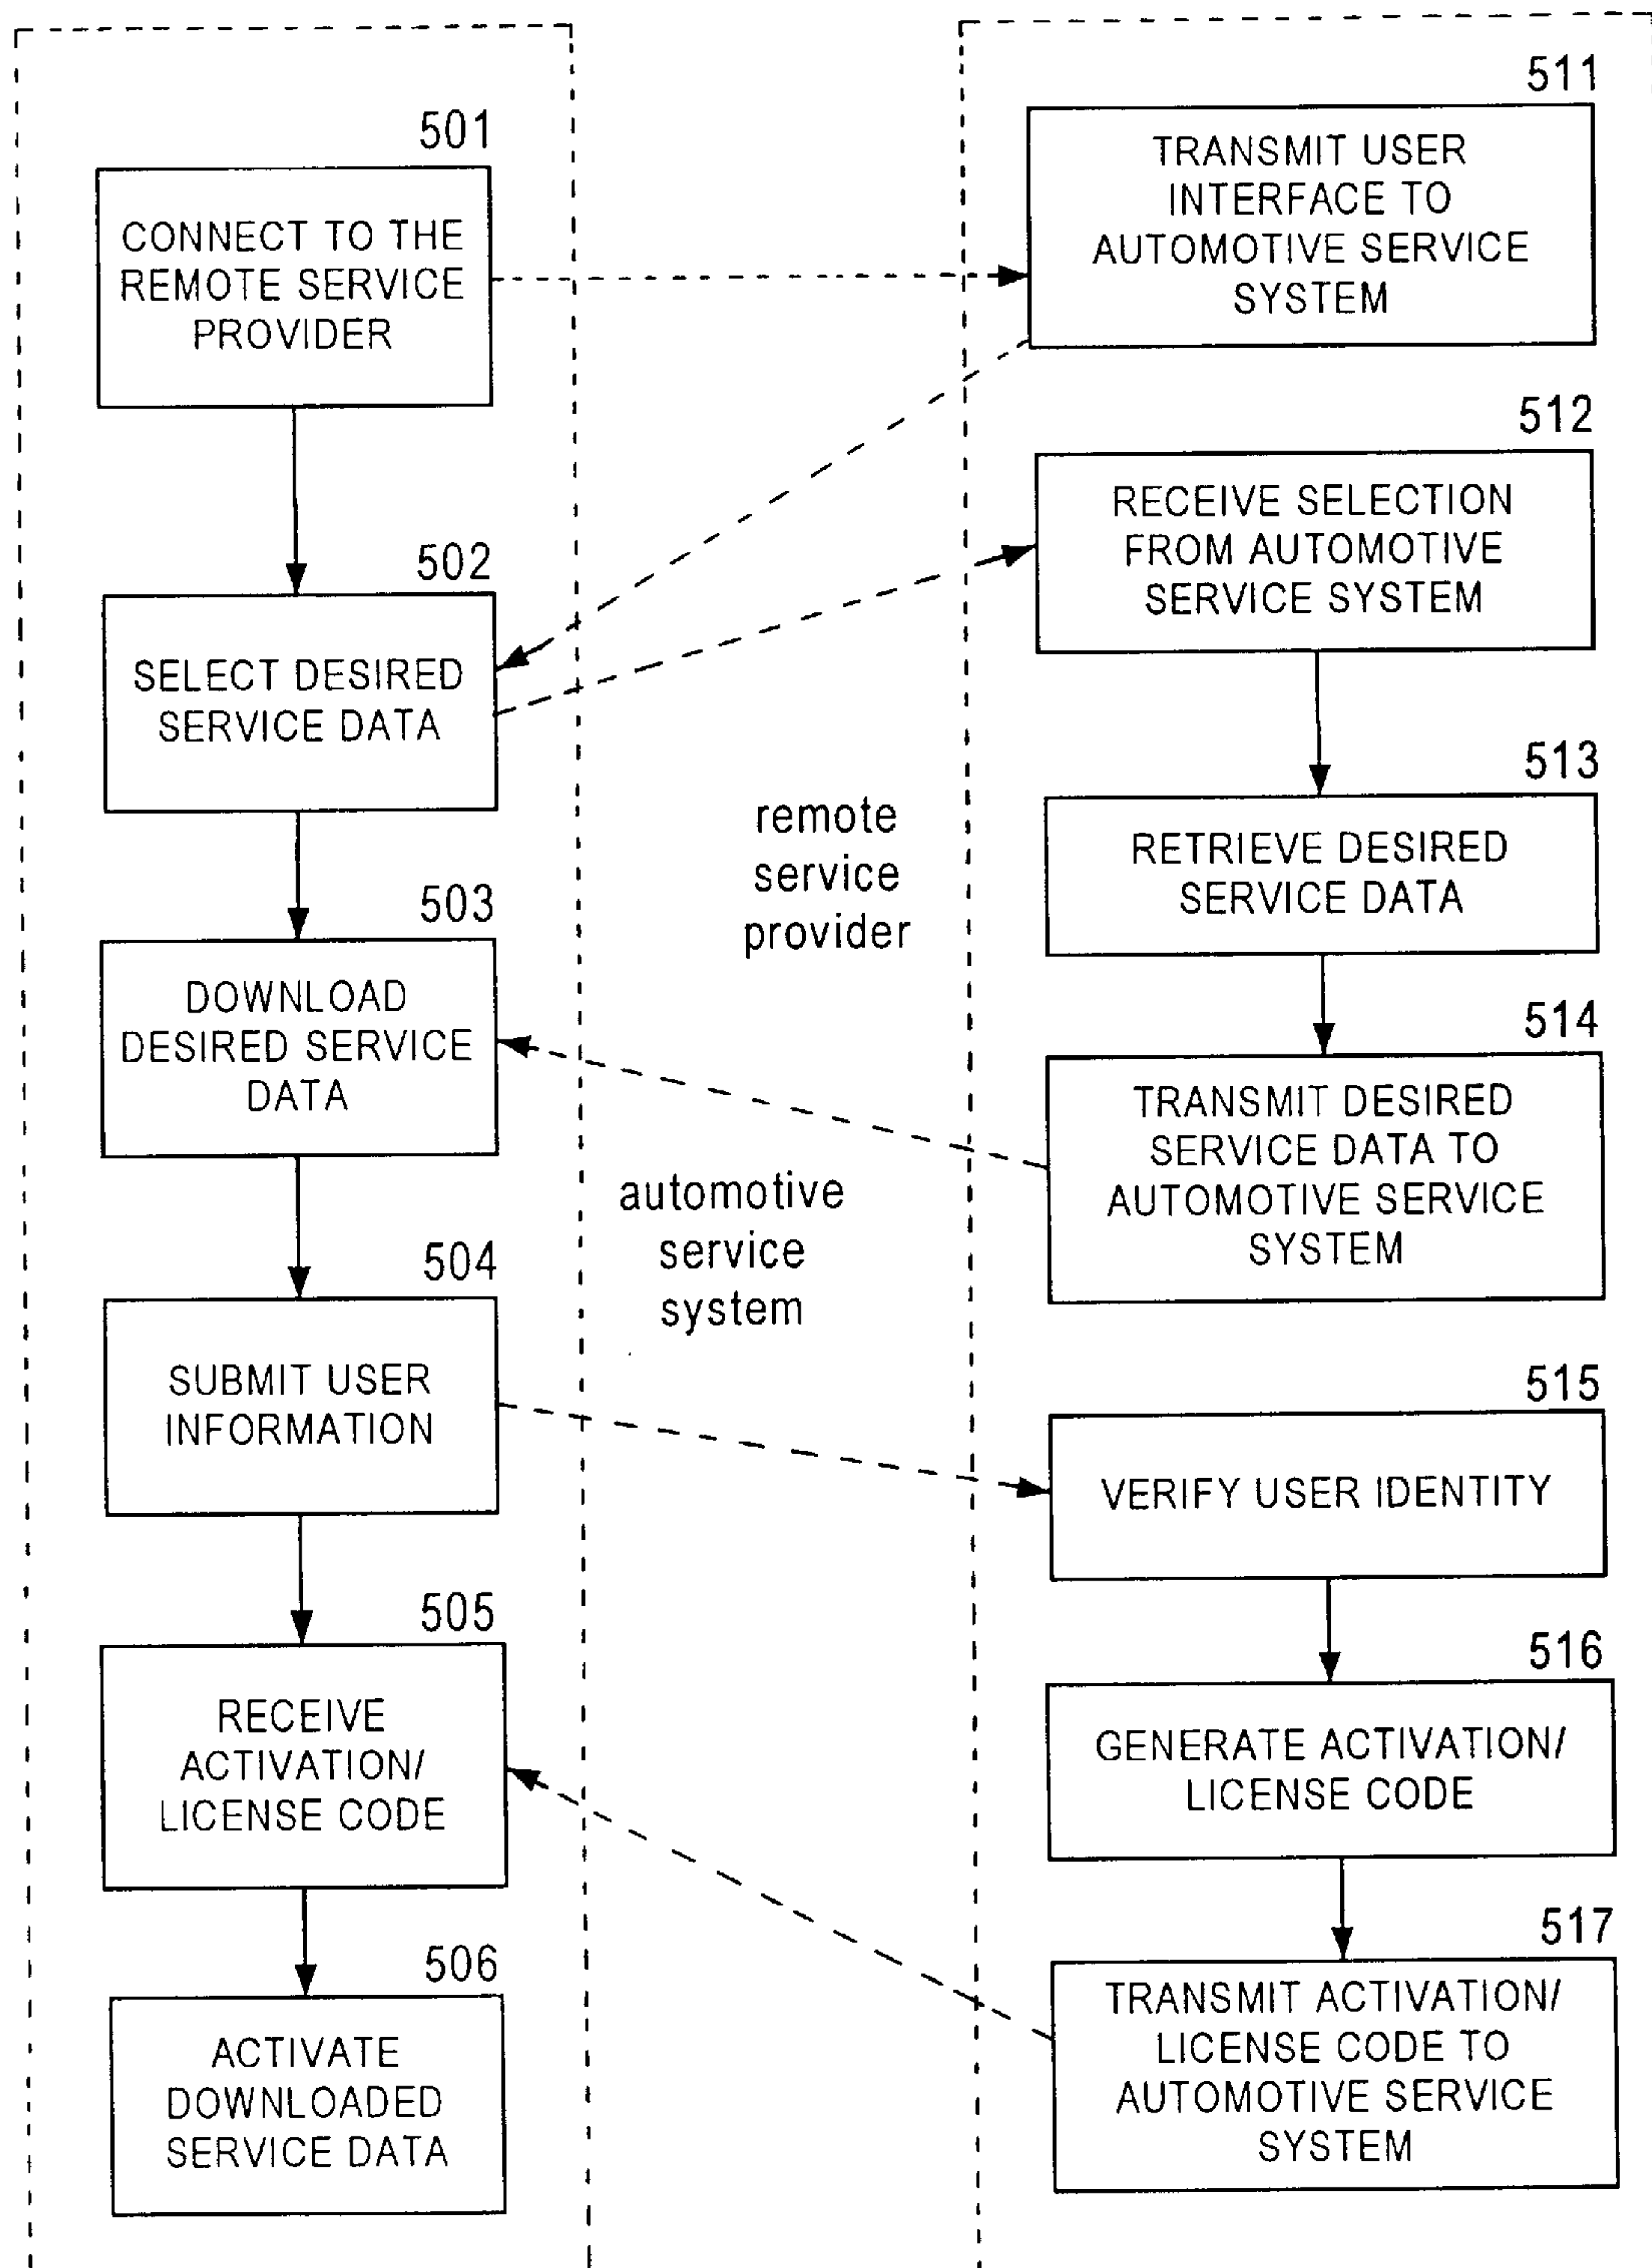 501
CONNECT TO THE
REMOTE SERVICE
PROVIDER
502
SELECT DESIRED
SERVICE DATA
503
DOWNLOAD
DESIRED SERVICE
DATA
504
SUBMIT USER
INFORMATION
505
RECEIVE
ACTIVATION/
LICENSE CODE
506
ACTIVATE
DOWNLOADED
SERVICE DATA
remote
service
provider
automotive
service
system
511
TRANSMIT USER
INTERFACE TO
AUTOMOTIVE SERVICE
SYSTEM
512
RECEIVE SELECTION
FROM AUTOMOTIVE
SERVICE SYSTEM
513
RETRIEVE DESIRED
SERVICE DATA
514
TRANSMIT DESIRED
SERVICE DATA TO
AUTOMOTIVE SERVICE
SYSTEM
515
VERIFY USER IDENTITY
516
GENERATE ACTIVATION/
LICENSE CODE
517
TRANSMIT ACTIVATION/
LICENSE CODE TO
AUTOMOTIVE SERVICE
SYSTEM